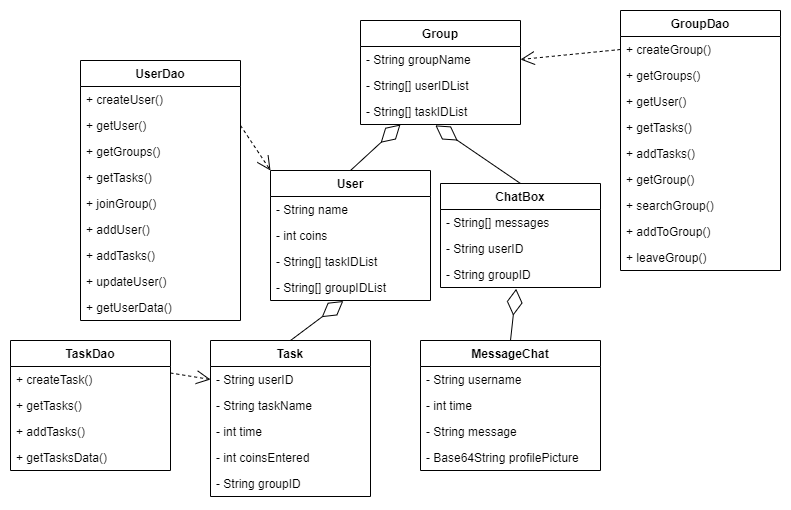 Group
- String groupName
- String[] userIDList
- String[] taskIDList
GroupDao
+ createGroup()
+ getGroups()
+ getUser()
+ getTasks()
+ addTasks()
+ getGroup()
+ searchGroup()
+ addToGroup()
+ leaveGroup()
UserDao
+ createUser()
+ getUser()
+ getGroups()
+ getTasks()
+ joinGroup()
+ addUser()
+ addTasks()
+ updateUser()
+ getUserData()
User
- String name
- int coins
- String[] taskIDList
- String[] groupIDList
ChatBox
- String[] messages
- String userID
- String groupID
TaskDao
+ createTask()
+ getTasks()
+ addTasks()
+ getTasksData()
Task
- String userID
- String taskName
- int time
- int coinsEntered
- String groupID
MessageChat
- String username
- int time
- String message
- Base64String profilePicture